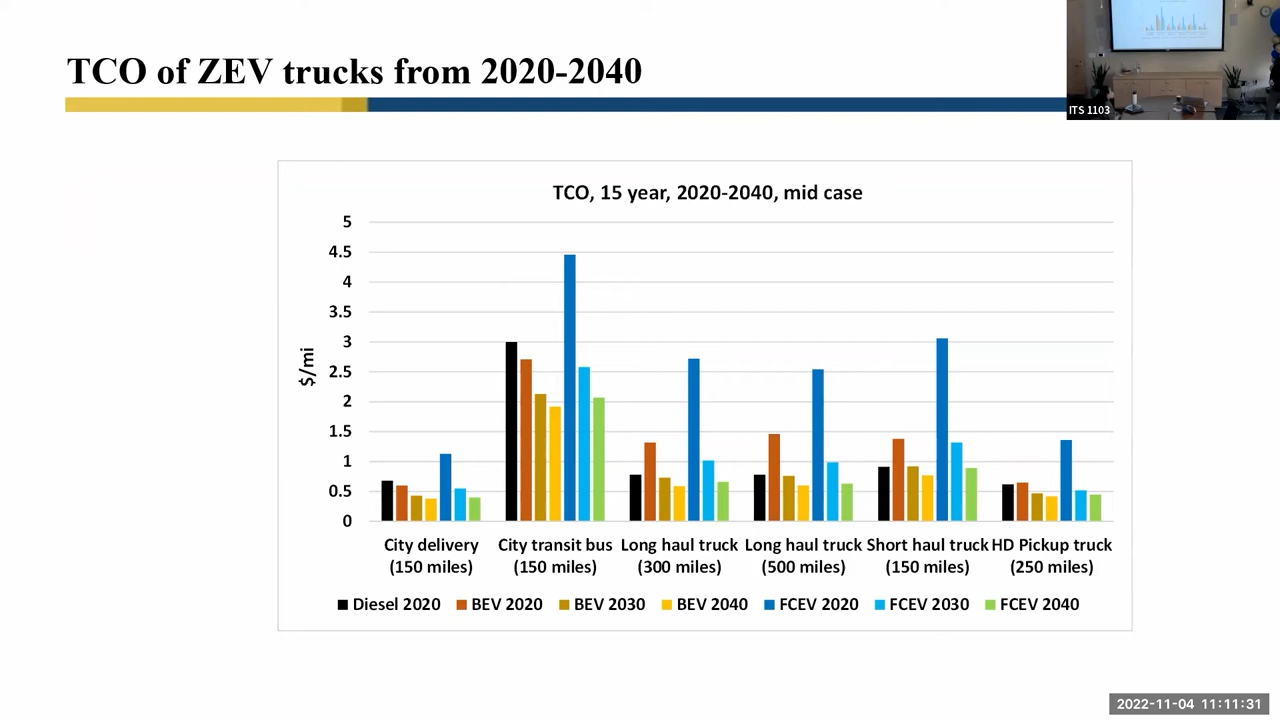 TCO of ZEV trucks from 2020-2040
ITS 1103
TCO, 15 year, 2020-2040, mid case
5
4.5
4
3.5
3
2.5
2
1.5
1
0.5
0
$/mi
City delivery City transit bus Long haul truck Long haul truck Short haul truck HD Pickup truck
(150 miles) (150 miles) (300 miles) (500 miles) (150 miles) (250 miles)
Diesel 2020 BEV 2020 BEV 2030 BEV 2040 FCEV 2020 FCEV 2030 FCEV 2040
2022-11-04 11:11:31